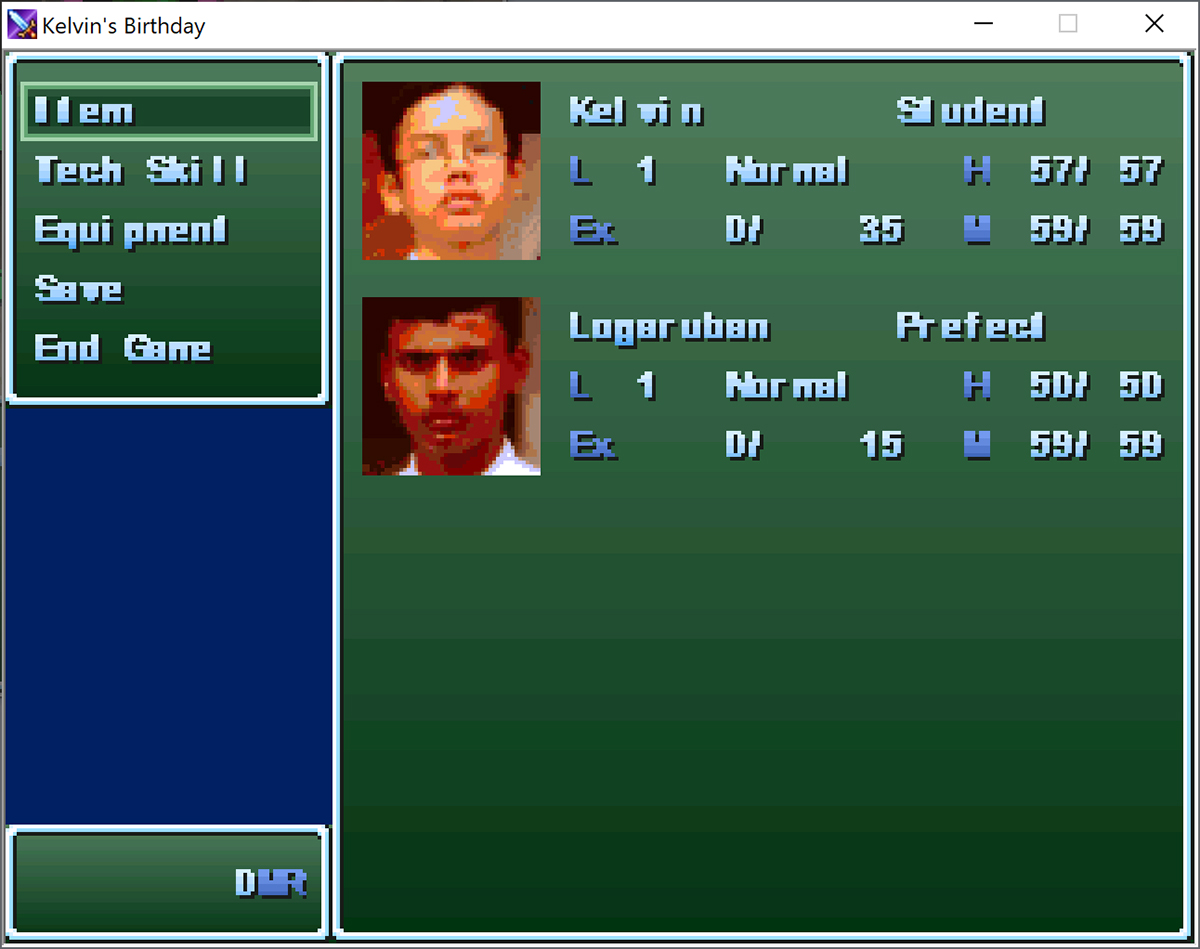 Kelvin's Birthday
Item
Tech Skill
Equipment
Save
End Game
Kelvin Student
L 1 Normal H 57/ 57
Ex 0/ 35 M 59/ 59
Logaruban Prefect
L 1 Normal H 50/ 50
Ex 0/ 15 M 59/ 59
0MR